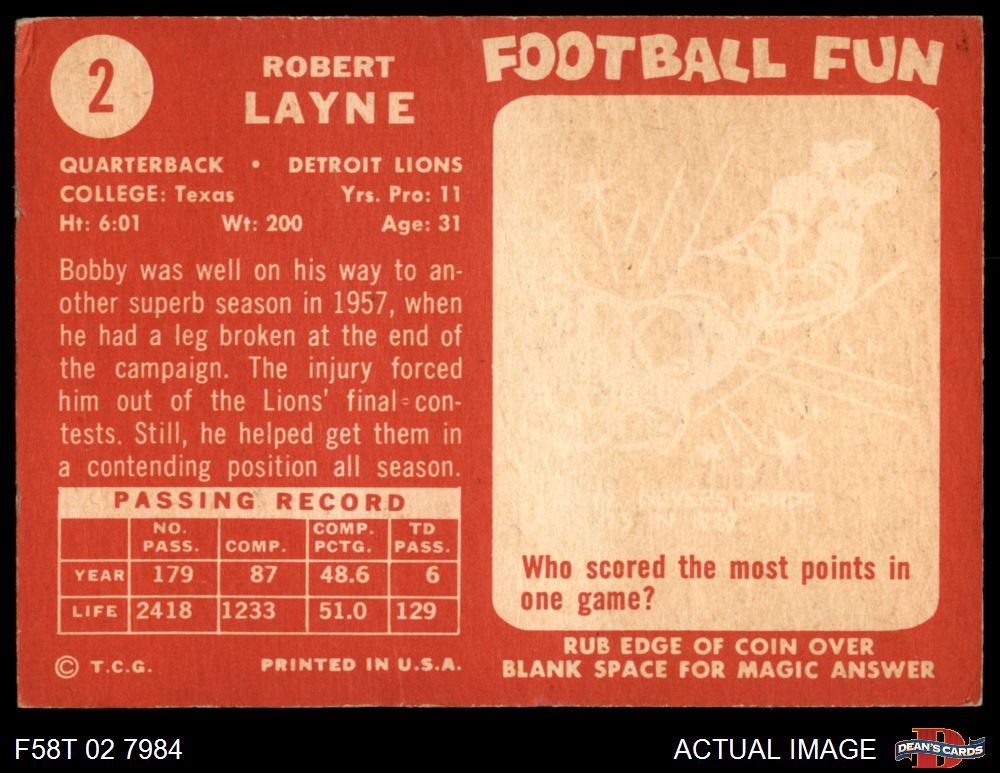 2
ROBERT
LAYNE
QUARTERBACK • DETROIT LIONS
COLLEGE: Texas Yrs. Pro: 11
Ht: 6:01 Wt: 200 Age: 31
Bobby was well on his way to an-
other superb season in 1957, when
he had a leg broken at the end of
the campaign. The injury forced
him out of the Lions' final con-
tests. Still, he helped get them in
a contending position all season.
PASSING RECORD
NO. PASS. COMP. COMP. PCTG. TD PASS.
YEAR 179 87 48.6 6
LIFE 2418 1233 51.0 129
© T.C.G. PRINTED IN U.S.A.
FOOTBALL FUN
Who scored the most points in
one game?
RUB EDGE OF COIN OVER
BLANK SPACE FOR MAGIC ANSWER
F58T 02 7984
ACTUAL IMAGE
D
DEAN'S CARDS